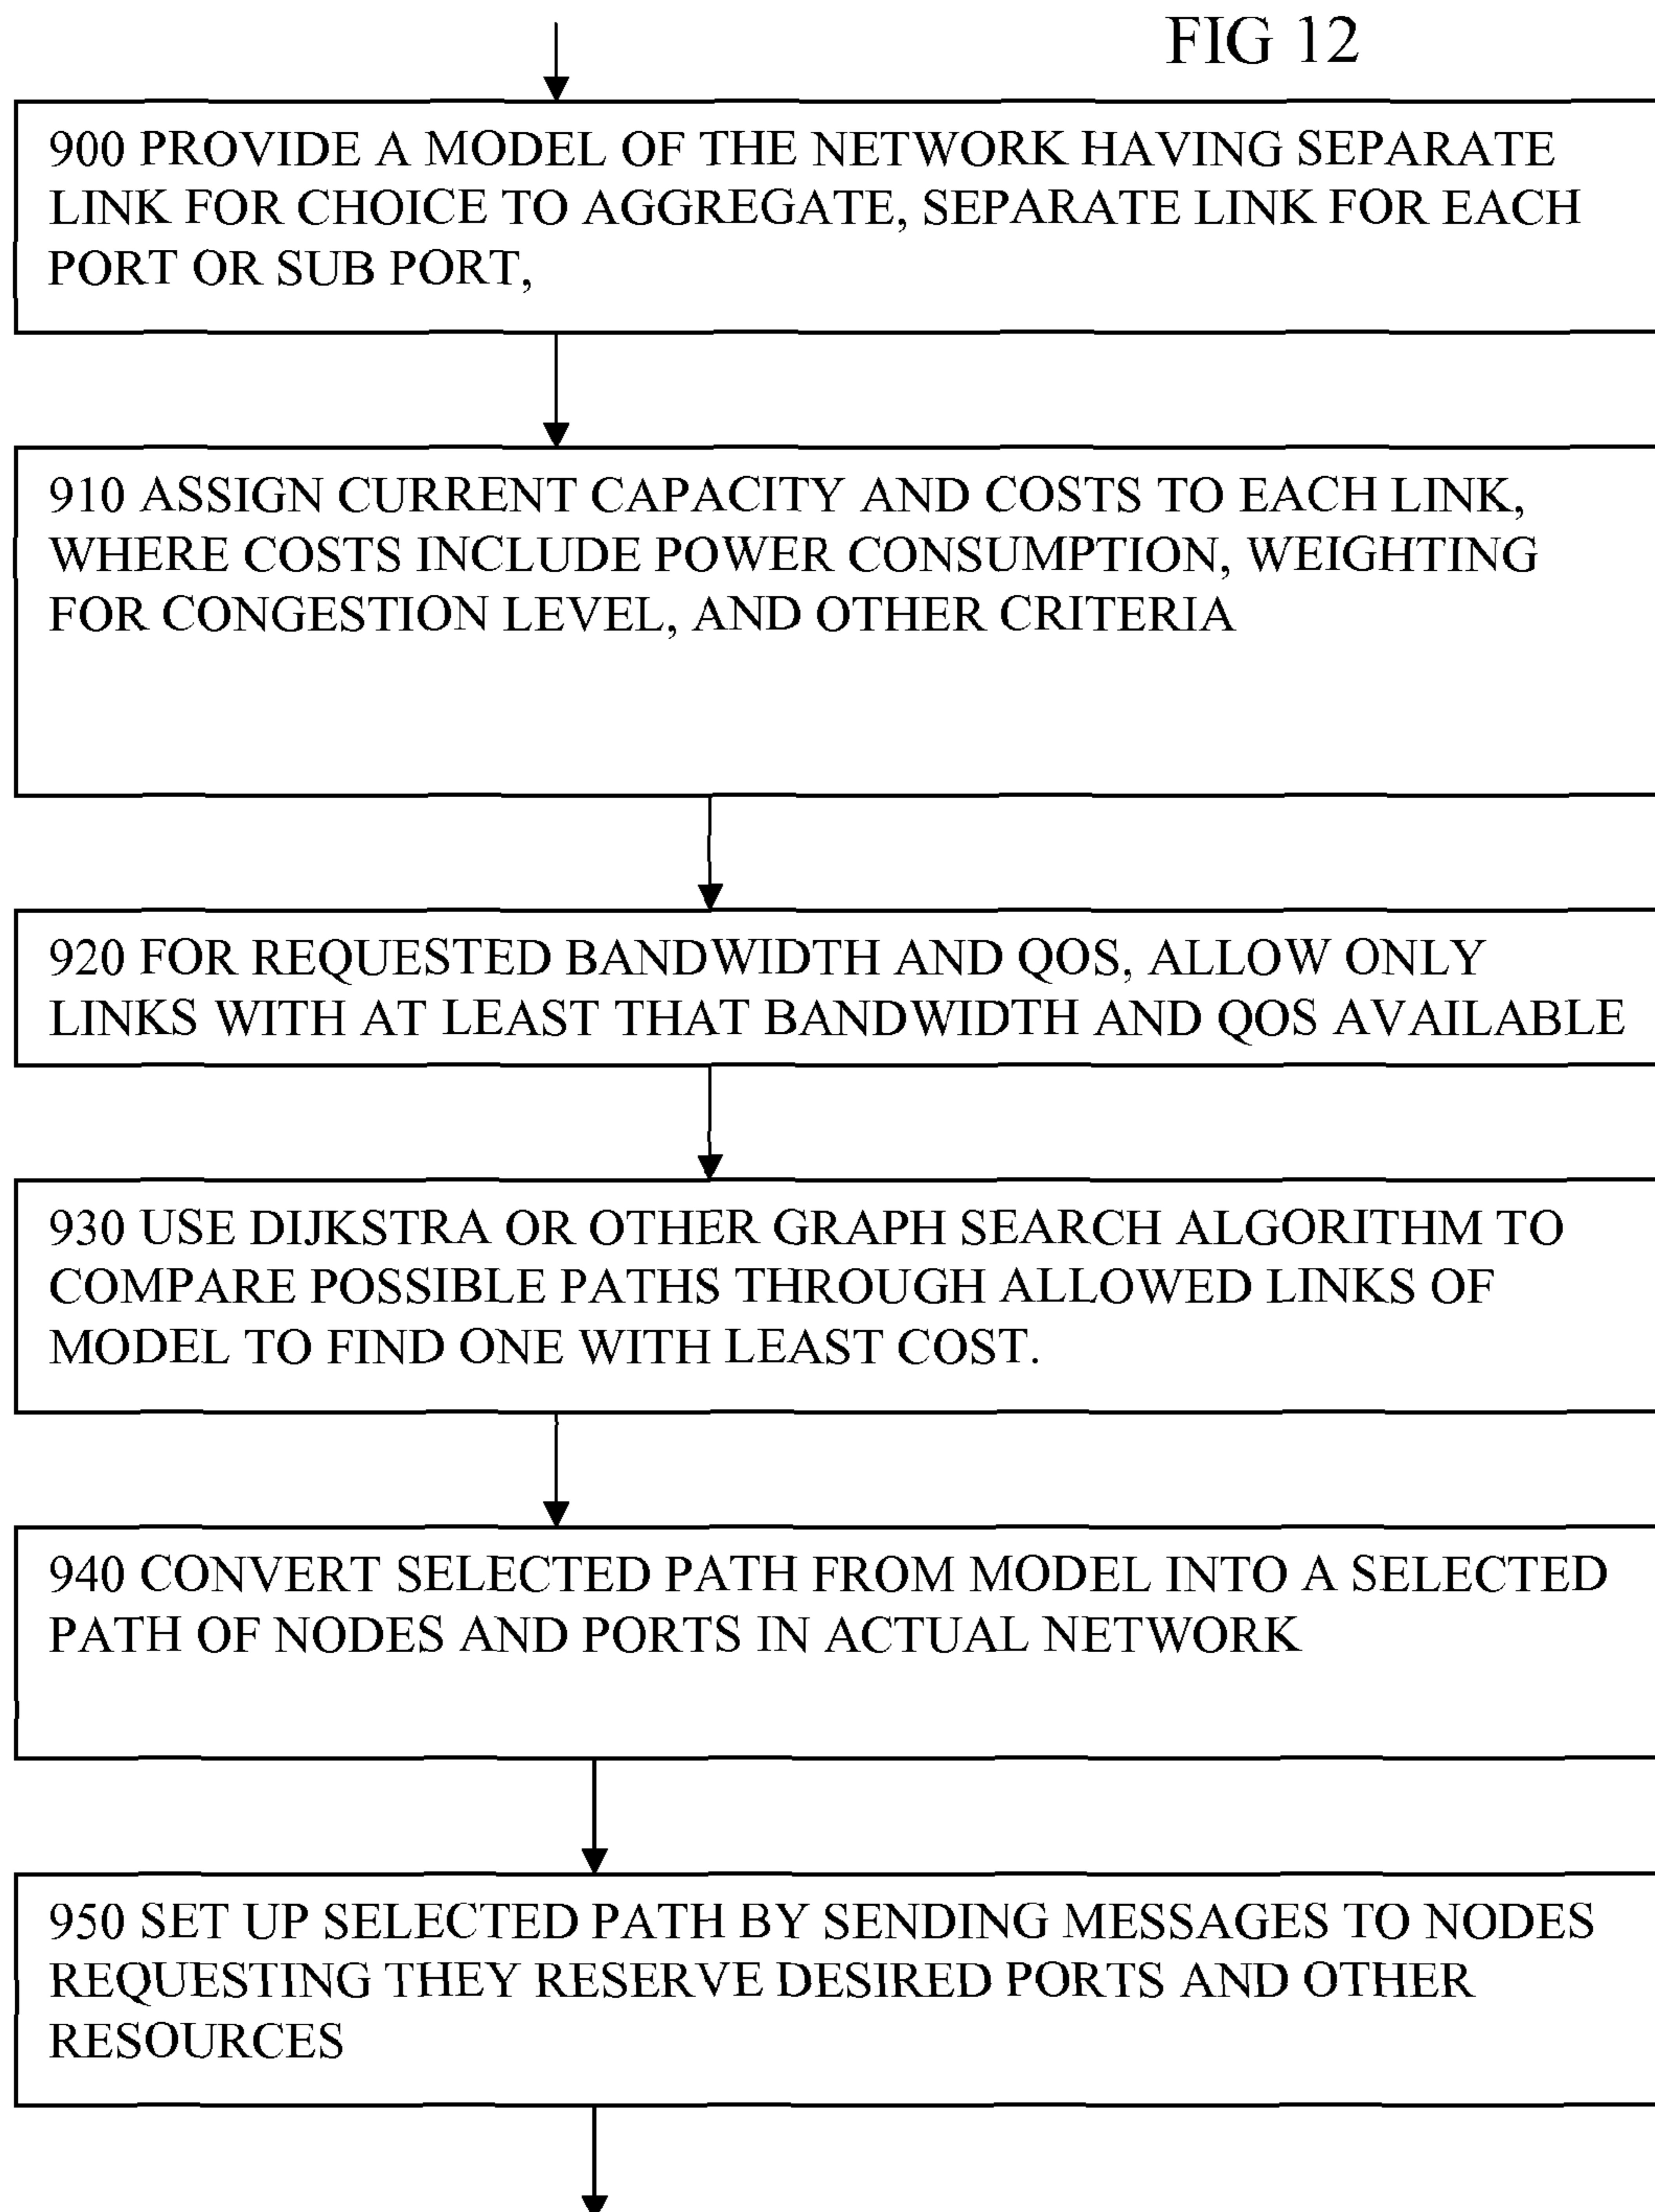 FIG 12
900 PROVIDE A MODEL OF THE NETWORK HAVING SEPARATE
LINK FOR CHOICE TO AGGREGATE, SEPARATE LINK FOR EACH
PORT OR SUB PORT,
910 ASSIGN CURRENT CAPACITY AND COSTS TO EACH LINK,
WHERE COSTS INCLUDE POWER CONSUMPTION, WEIGHTING
FOR CONGESTION LEVEL, AND OTHER CRITERIA
920 FOR REQUESTED BANDWIDTH AND QOS, ALLOW ONLY
LINKS WITH AT LEAST THAT BANDWIDTH AND QOS AVAILABLE
930 USE DIJKSTRA OR OTHER GRAPH SEARCH ALGORITHM TO
COMPARE POSSIBLE PATHS THROUGH ALLOWED LINKS OF
MODEL TO FIND ONE WITH LEAST COST.
940 CONVERT SELECTED PATH FROM MODEL INTO A SELECTED
PATH OF NODES AND PORTS IN ACTUAL NETWORK
950 SET UP SELECTED PATH BY SENDING MESSAGES TO NODES
REQUESTING THEY RESERVE DESIRED PORTS AND OTHER
RESOURCES